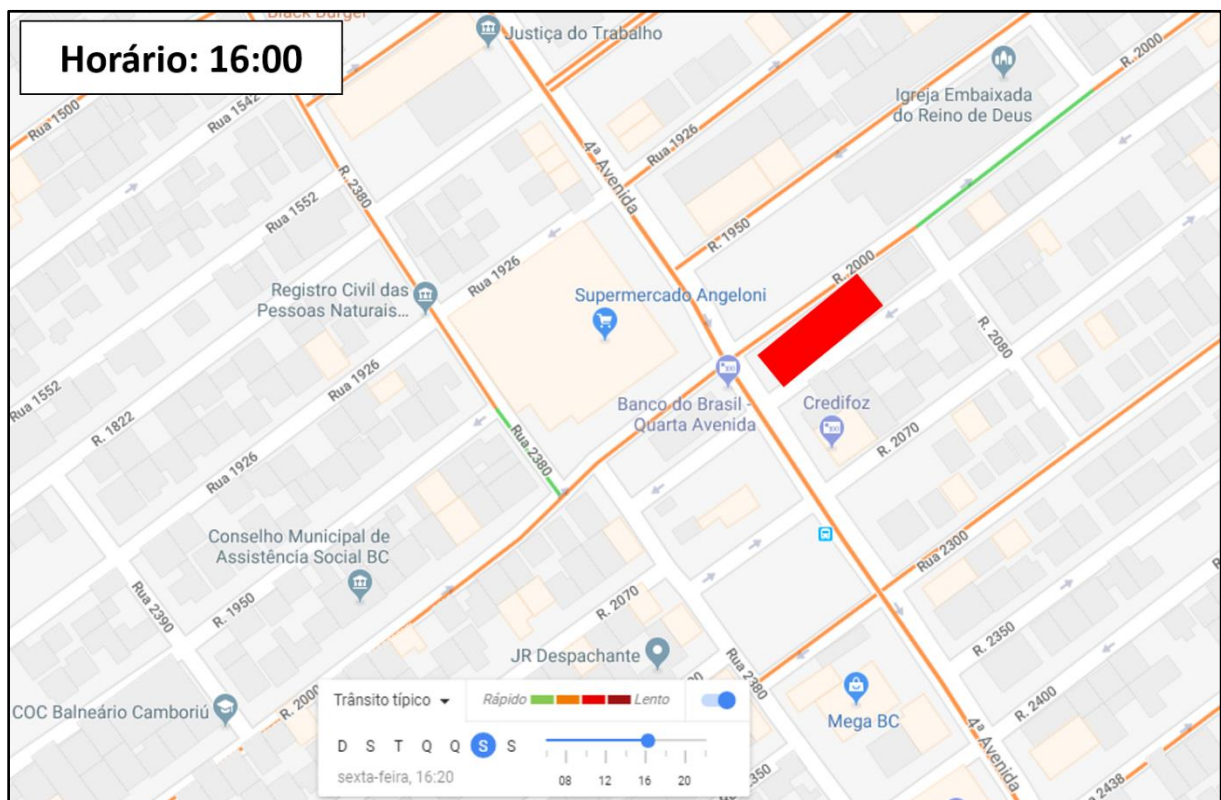 Black Burger
Horário: 16:00
Justiça do Trabalho
R. 2000
Igreja Embaixada
do Reino de Deus
Rua 1500
Rua 1542
4ª Avenida
Rua 1926
R. 2380
Rua 1552
R. 1950
R. 2000
Rua 1926
Registro Civil das
Pessoas Naturais...
Supermercado Angeloni
R. 2080
Rua 1926
Rua 1552
R. 1822
Banco do Brasil -
Quarta Avenida
Credifoz
R. 2070
Rua 2380
Rua 1926
Conselho Municipal de
Assistência Social BC
Rua 2300
Rua 2390
R. 1950
R. 2070
R. 2350
JR Despachante
Rua 2380
R. 2400
COC Balneário Camboriú
R. 2000
Mega BC
4ª Avenida
Trânsito típico
Rápido
Lento
D S T Q Q S S
sexta-feira, 16:20
08 12 16 20
2350
2438